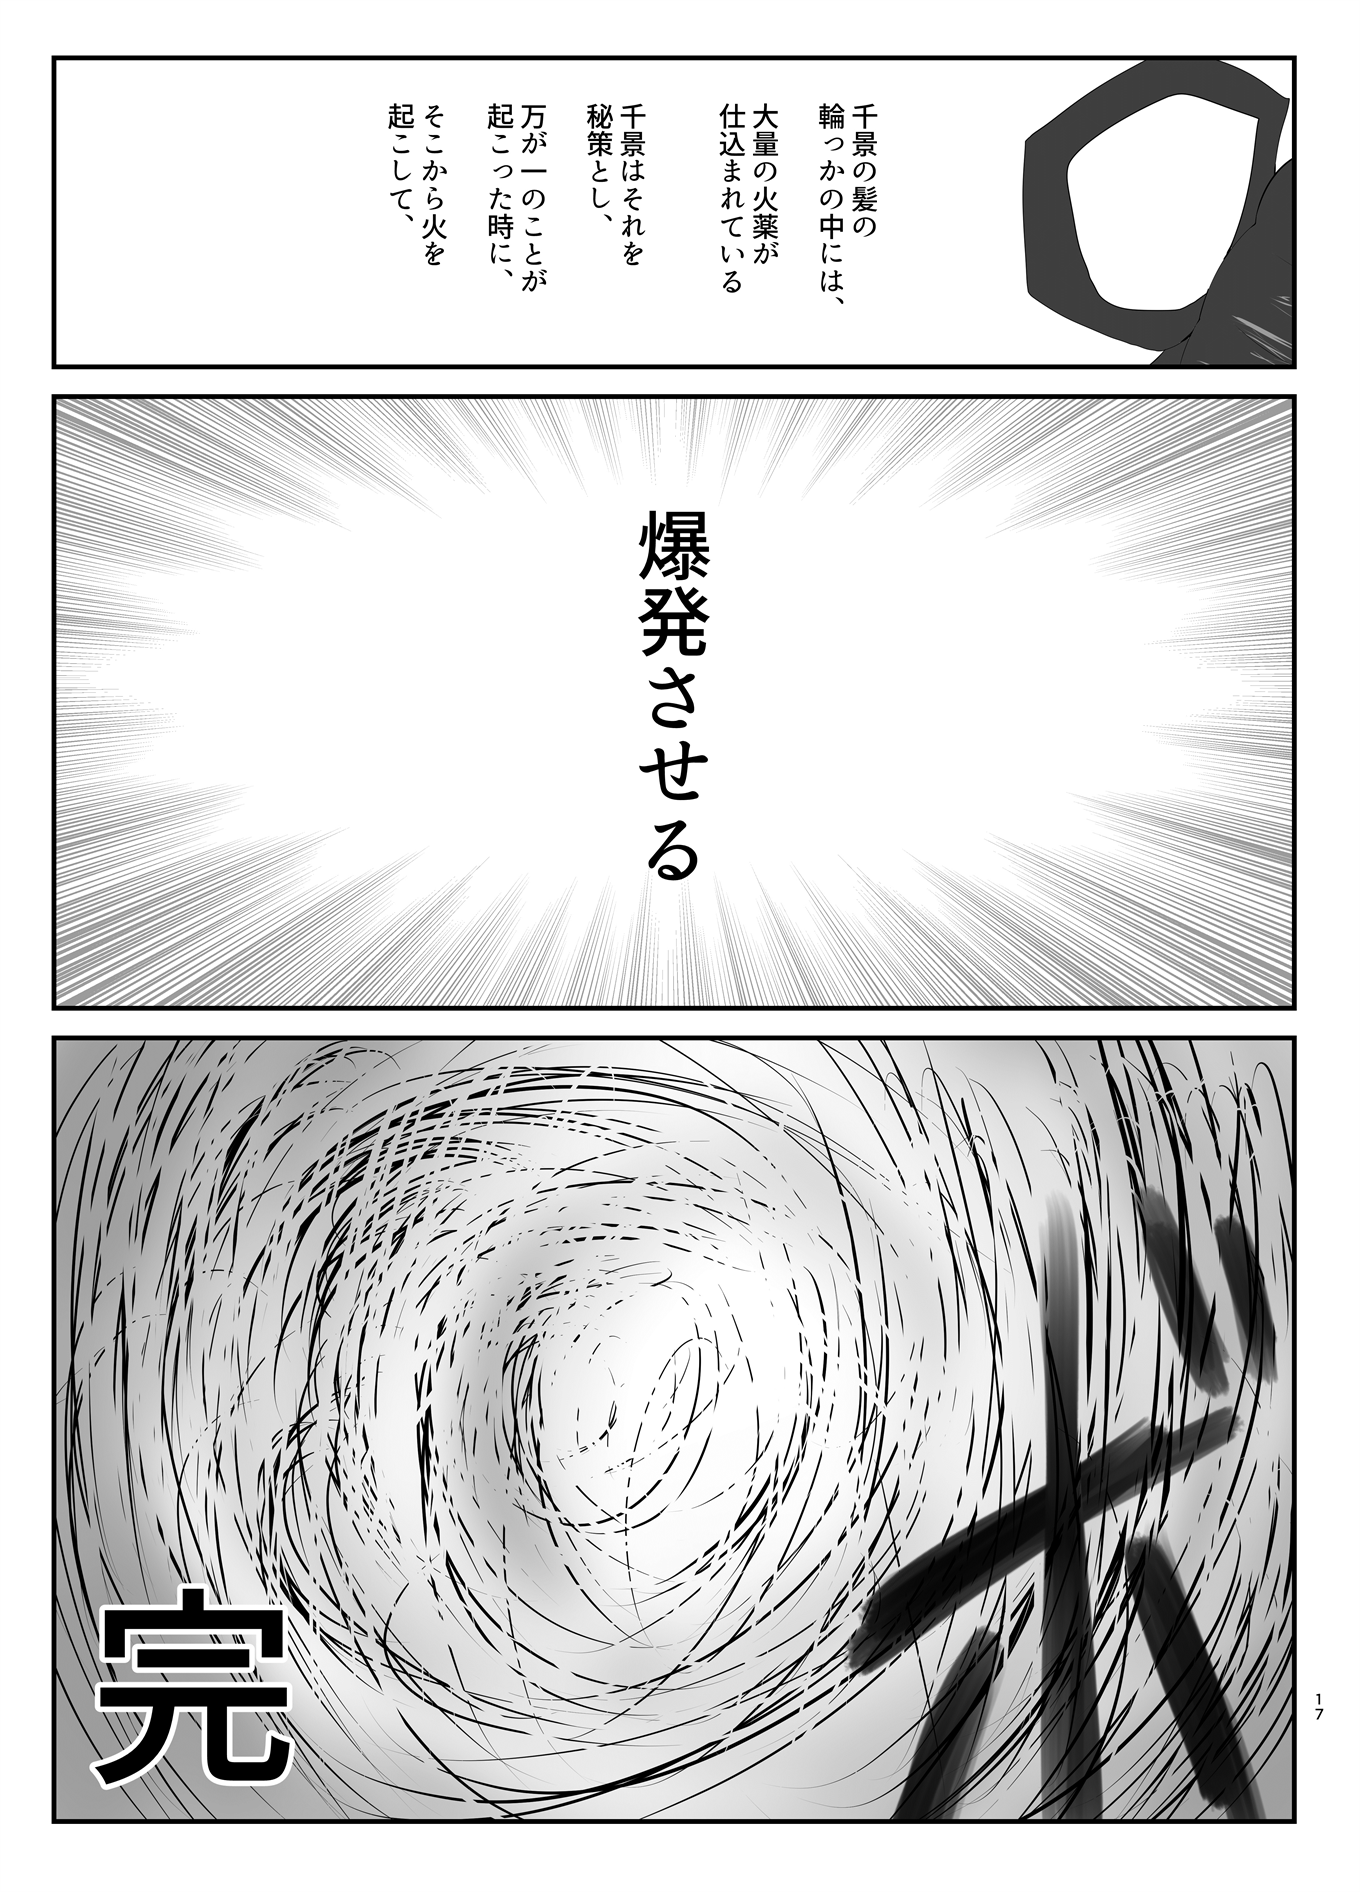 千景の髪の
輪っかの中には、
大量の火薬が
仕込まれている
千景はそれを
秘策とし、
万が一のことが
起こった時に、
そこから火を
起こして、
爆発させる
ボ
完
17